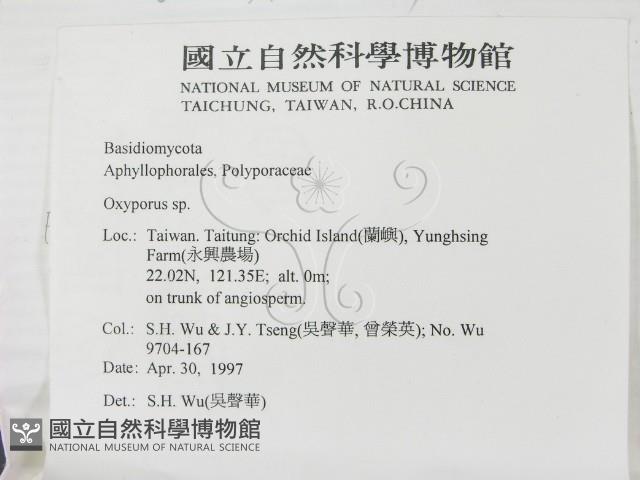 國立自然科學博物館
NATIONAL MUSEUM OF NATURAL SCIENCE
TAICHUNG, TAIWAN, R.O.CHINA
Basidiomycota
Aphyllophorales, Polyporaceae
Oxyporus sp.
Loc.: Taiwan. Taitung: Orchid Island(蘭嶼), Yunghsing
Farm(永興農場)
22.02N, 121.35E; alt. 0m;
on trunk of angiosperm.
Col.: S.H. Wu & J.Y. Tseng(吳聲華, 曾榮英); No. Wu
9704-167
Date: Apr. 30, 1997
Det.: S.H. Wu(吳聲華)
國立自然科學博物館
NATIONAL MUSEUM OF NATURAL SCIENCE